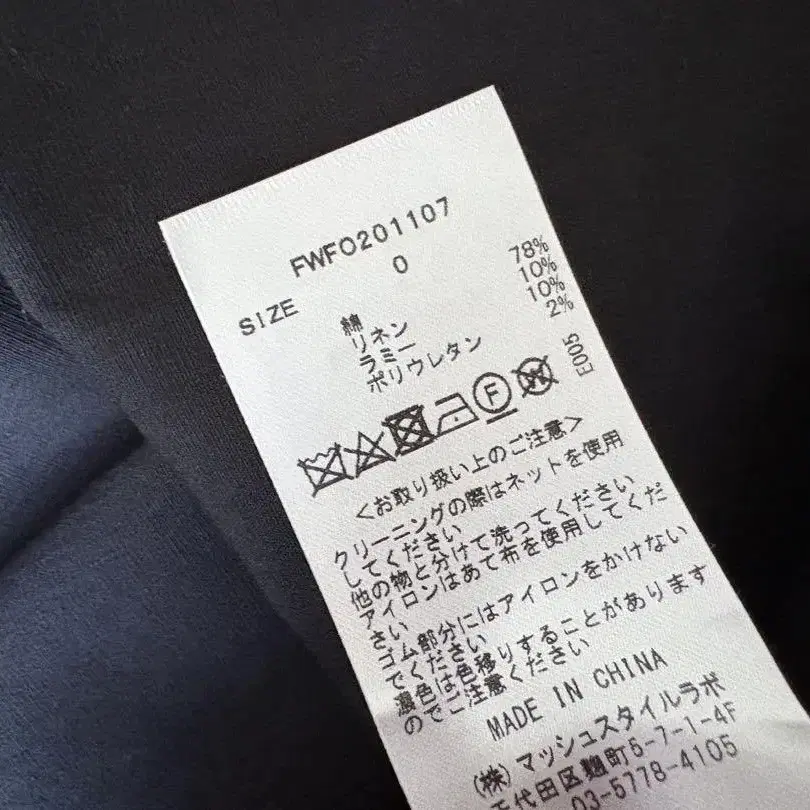 FWFO201107
SIZE 0
綿 78%
リネン 10%
ラミー 10%
ポリウレタン 2%
E005
F
W
<お取り扱い上のご注意>
クリーニングの際はネットを使用
してください
他の物と分けて洗ってください
アイロンはあて布を使用してくだ
さい
ゴム部分にはアイロンをかけない
でください
濃色は色移りすることがあります
のでご注意ください
MADE IN CHINA
(株)マッシュスタイルラボ
千代田区麹町5-7-1-4F
03-5778-4105